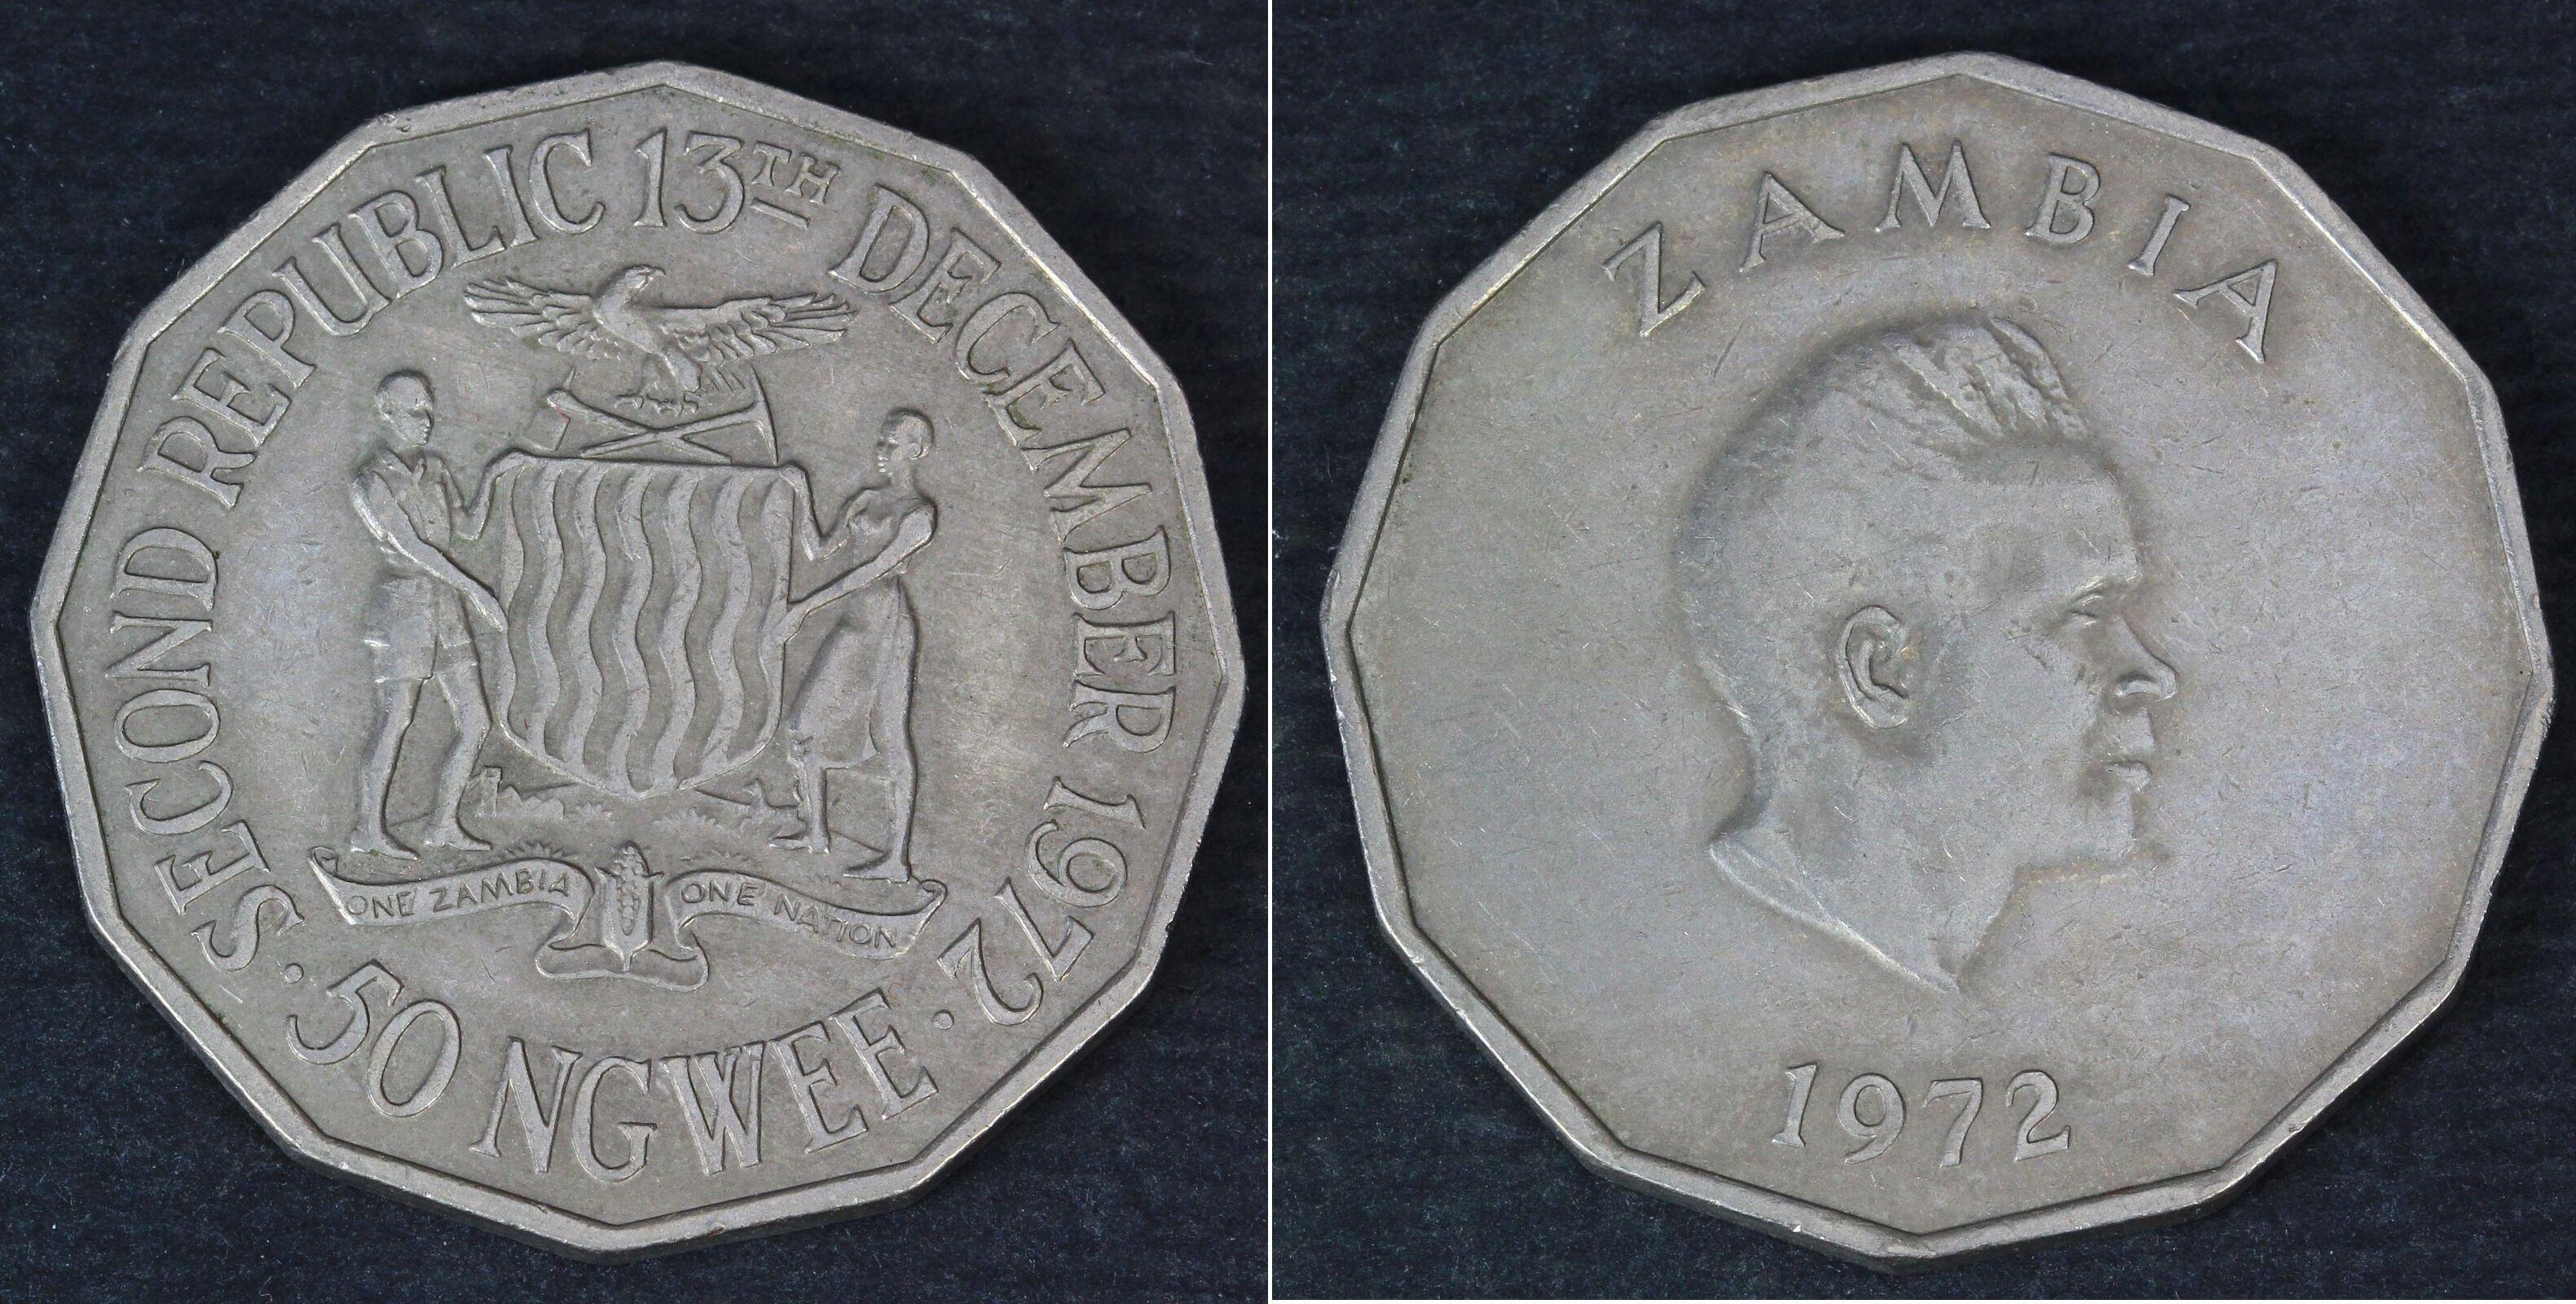 SECOND REPUBLIC 13TH DECEMBER 1972
ONE ZAMBIA ONE NATION
· 50 NGWEE ·
ZAMBIA
1972